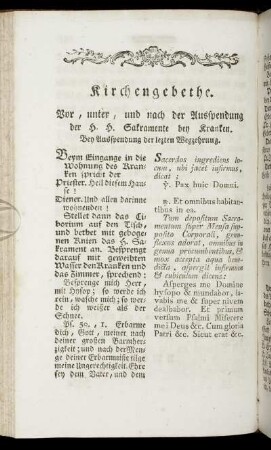 Kirchengebethe.
Vor, unter, und nach der Ausspendung
der H. H. Sakramente bey Kranken.
Bey Ausspendung der lezten Wegzehrung.
Beym Eingange in die
Wohnung des Kran-
ken spricht der
Priester. Heil diesem Hau-
se!
Diener. Und allen darinne
wohnenden!
Stellet dann das Ci-
borium auf den Tisch,
und bethet mit geboge-
nen Knien das H. Sa-
krament an. Besprengt
darauf mit geweihten
Wasser den Kranken und
das Zimmer, sprechend:
Besprenge mich Herr,
mit Hysop; so werde ich
rein, wasche mich; so wer-
de ich weißer als der
Schnee.
Ps. 50, 1. Erbarme
dich, Gott, meiner nach
deiner großen Barmher-
zigkeit; und nach der Men-
ge deiner Erbarmnisse tilge
meine Ungerechtigkeit. Ehre
sey dem Vater, und dem
Sacerdos ingrediens lo-
cum, ubi jacet infirmus,
dicat:
℣. Pax huic Domui.
℟. Et omnibus habitan-
tibus in ea.
Tum depositum Sacra-
mentum super Mensa im-
posito Corporali, genu-
flexens adorat, omnibus in
genua procumbentibus, &
mox accepta aqua bene-
dicta, aspergit infirmum
& cubiculum dicens:
Asperges me Domine
hysopo & mundabor, la-
vabis me & super nivem
dealbabor. Et primum
versum Psalmi Miserere
mei Deus &c. Cum gloria
Patri &c. Sicut erat &c.